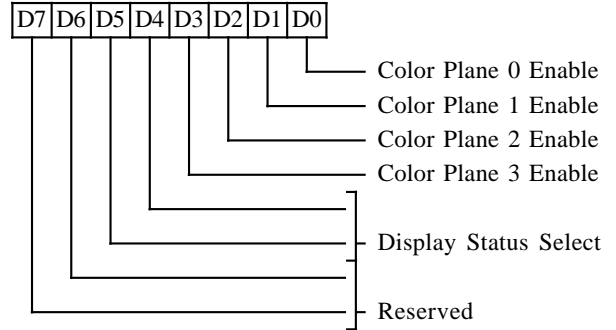 D7 D6 D5 D4 D3 D2 D1 D0
Color Plane 0 Enable
Color Plane 1 Enable
Color Plane 2 Enable
Color Plane 3 Enable
Display Status Select
Reserved